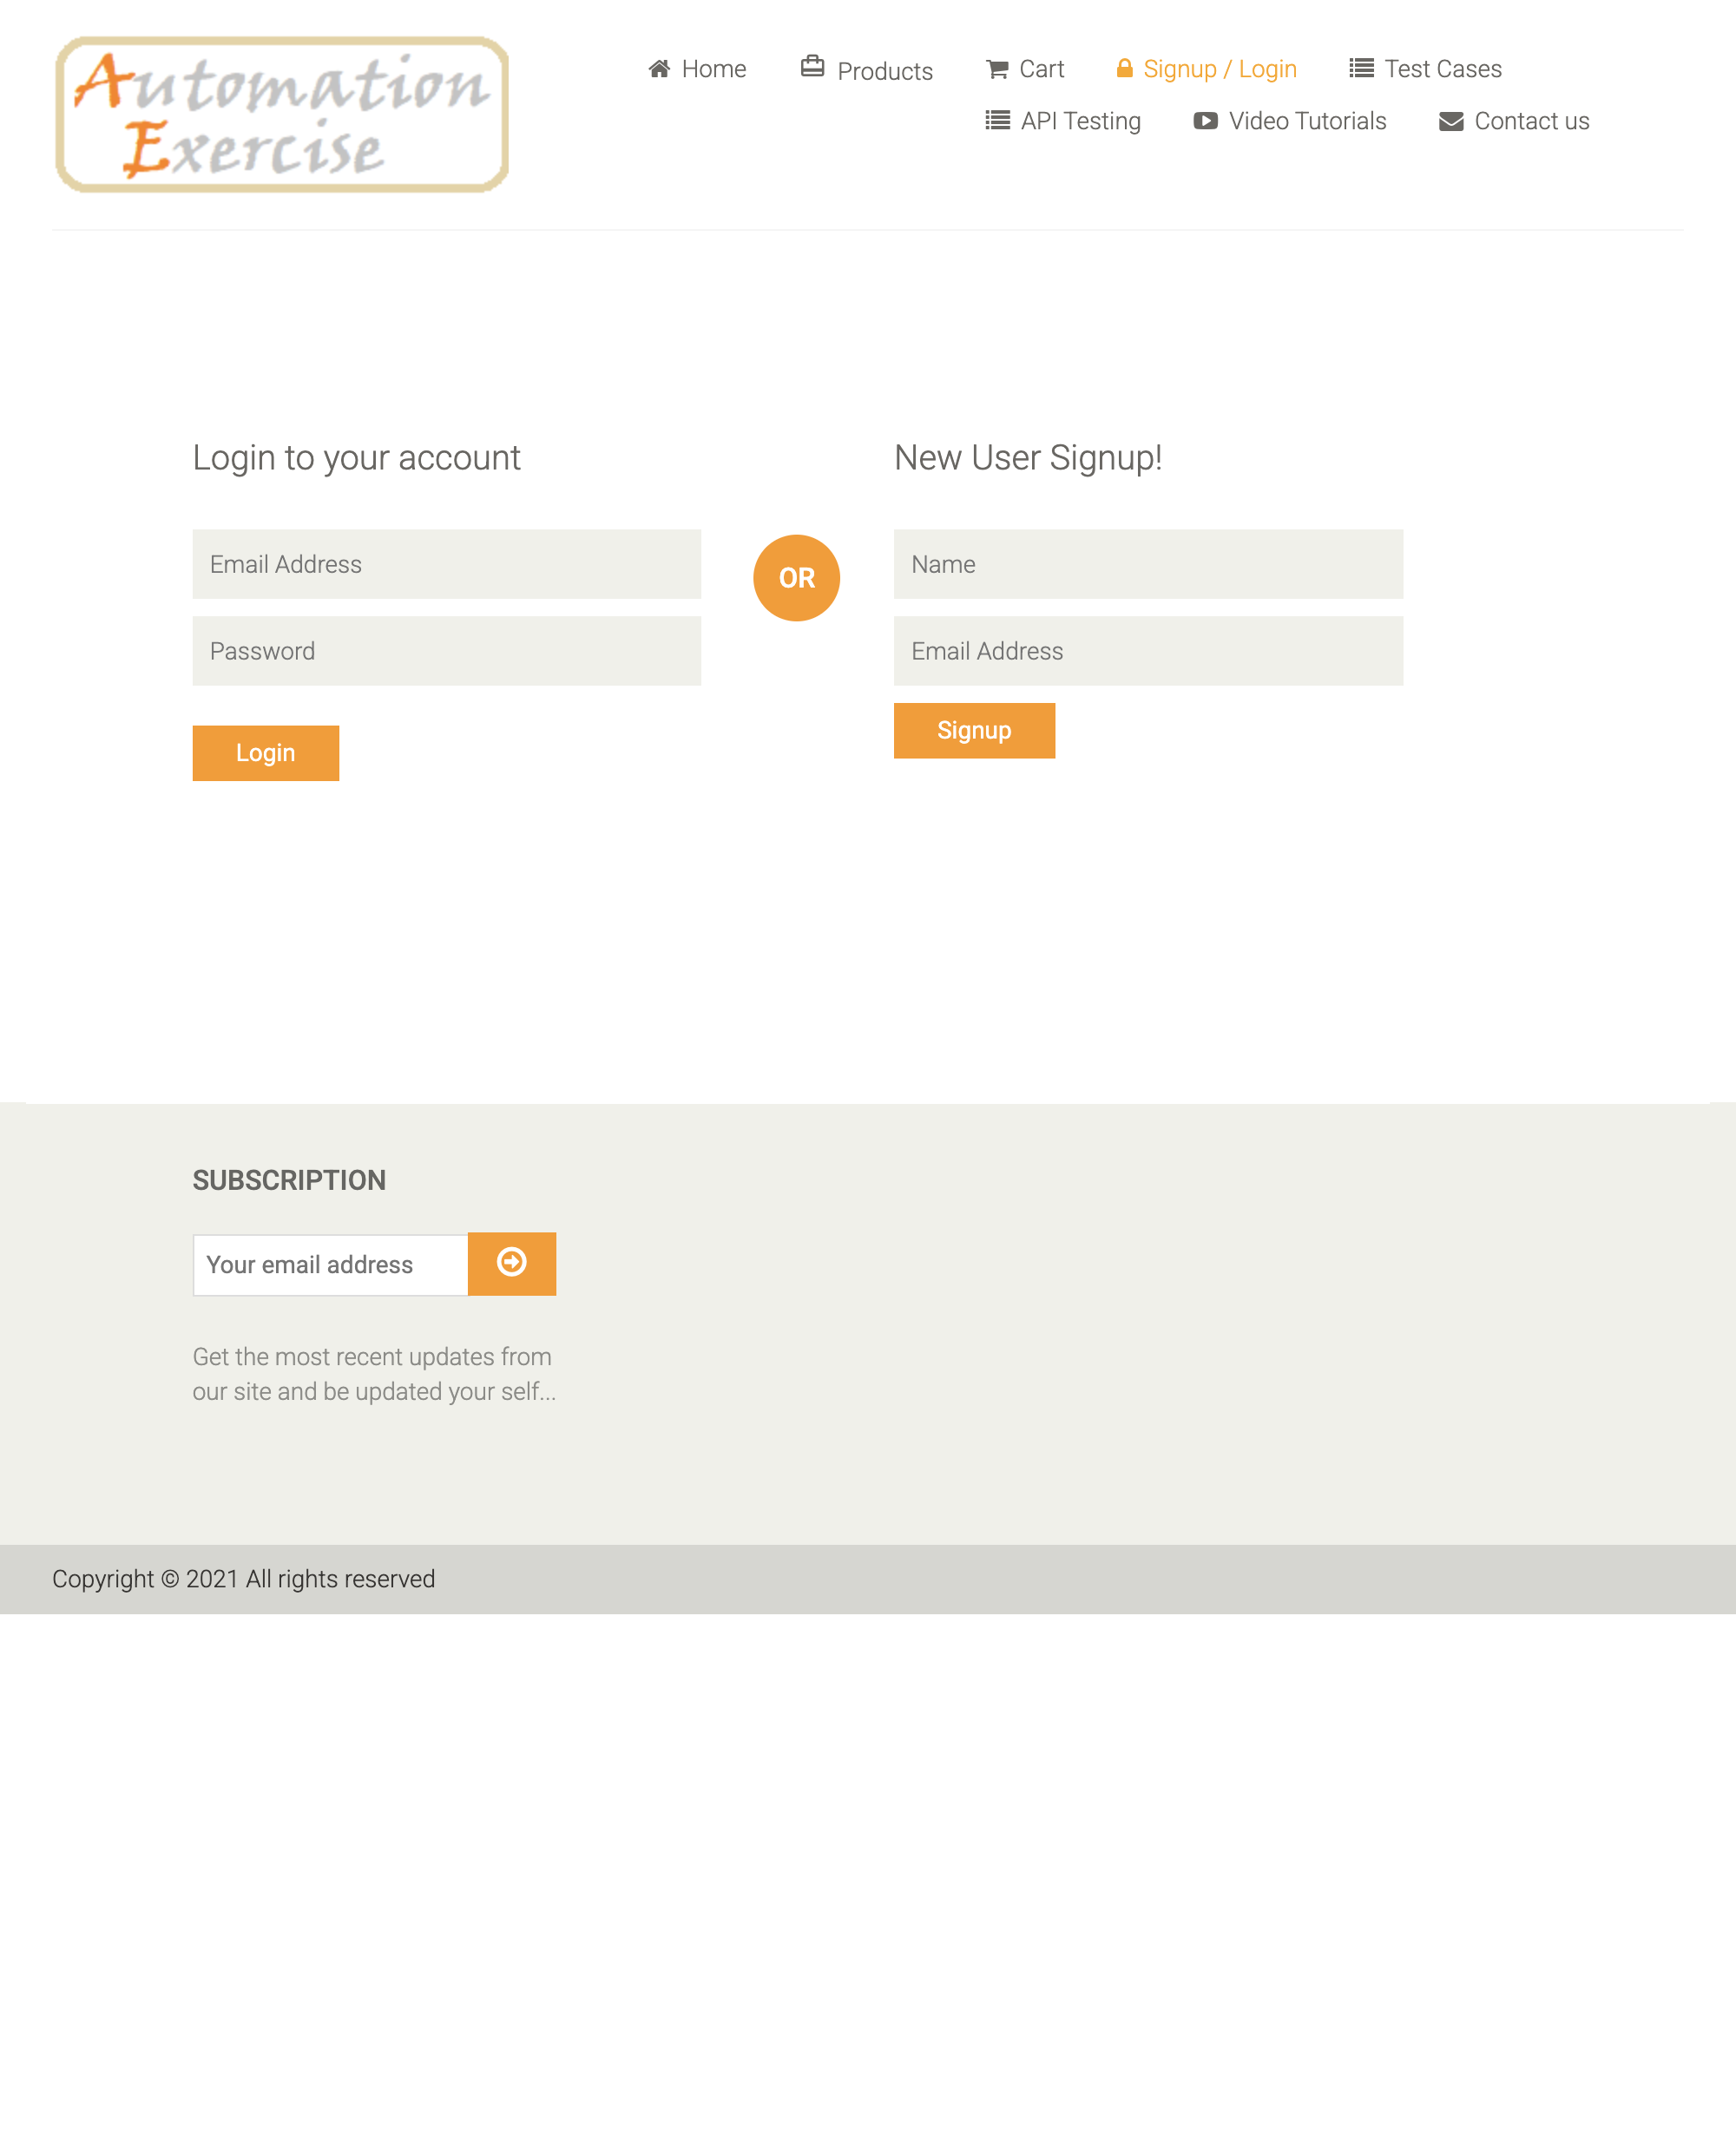 Automation
Exercise
Home Products Cart Signup / Login Test Cases
API Testing Video Tutorials Contact us
Login to your account
Email Address
Password
Login
OR
New User Signup!
Name
Email Address
Signup
SUBSCRIPTION
Your email address
Get the most recent updates from
our site and be updated your self...
Copyright © 2021 All rights reserved